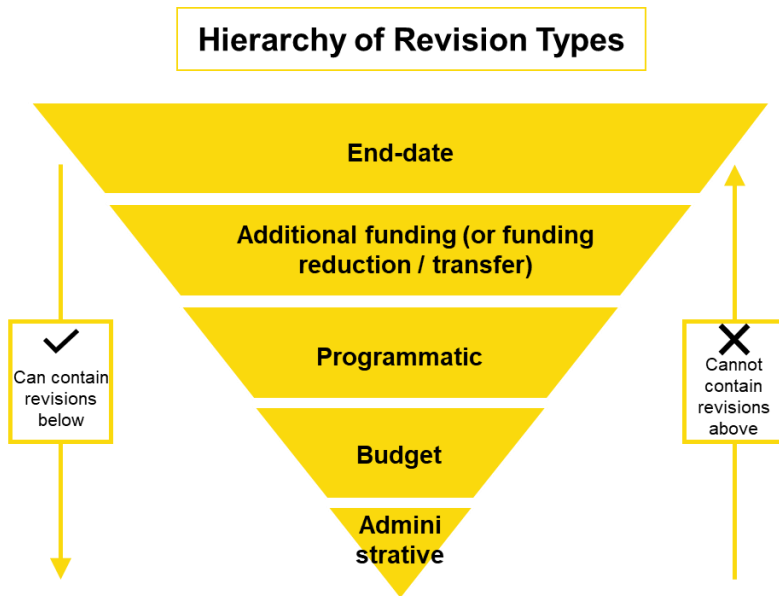 Hierarchy of Revision Types
End-date
Additional funding (or funding
reduction / transfer)
Programmatic
Budget
Admini
strative
Can contain
revisions
below
Cannot
contain
revisions
above